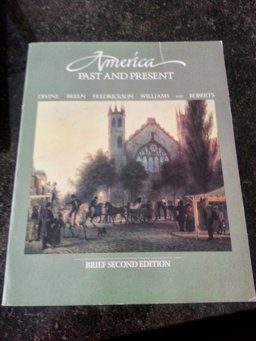 America
PAST AND PRESENT
DIVINE BREEN FREDRICKSON WILLIAMS AND ROBERTS
BRIEF SECOND EDITION